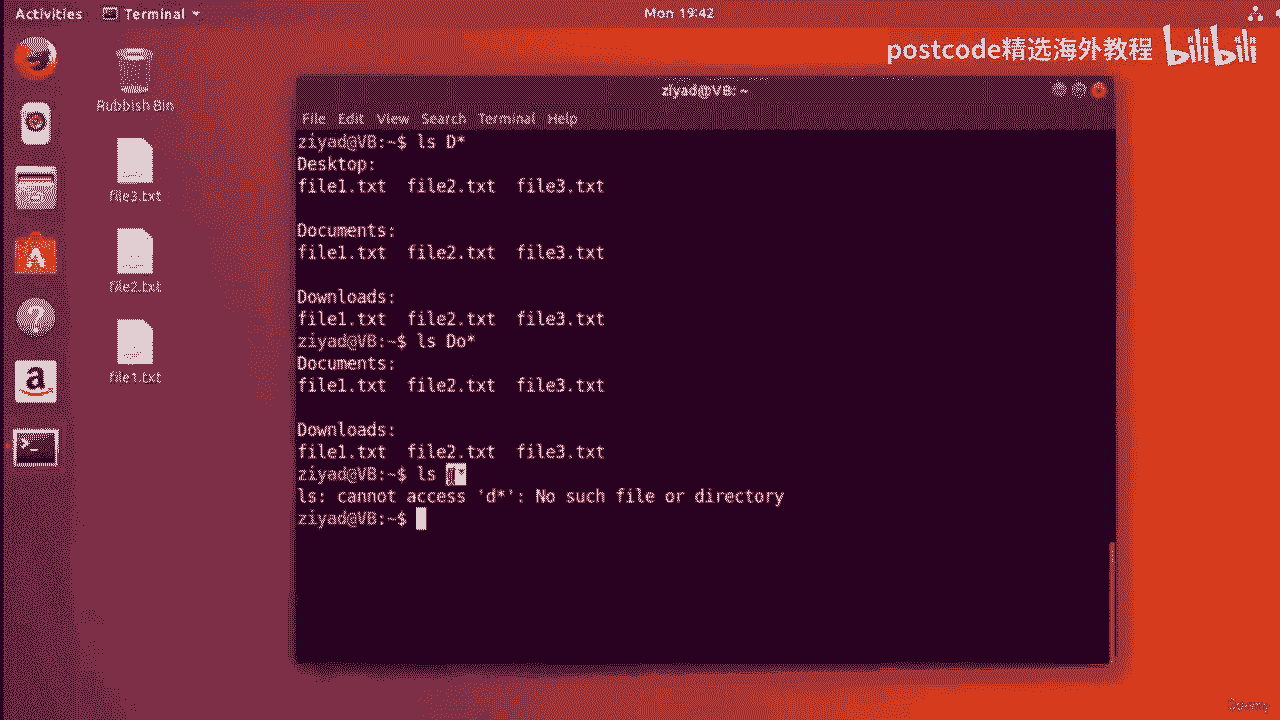 Activities Terminal Mon 19:42
postcode精选海外教程 bilibili
Rubbish Bin
file3.txt
file2.txt
file1.txt
ziyad@VB: ~
File Edit View Search Terminal Help
ziyad@VB:~$ ls D*
Desktop:
file1.txt file2.txt file3.txt
Documents:
file1.txt file2.txt file3.txt
Downloads:
file1.txt file2.txt file3.txt
ziyad@VB:~$ ls Do*
Documents:
file1.txt file2.txt file3.txt
Downloads:
file1.txt file2.txt file3.txt
ziyad@VB:~$ ls d*
ls: cannot access 'd*': No such file or directory
ziyad@VB:~$
Udemy